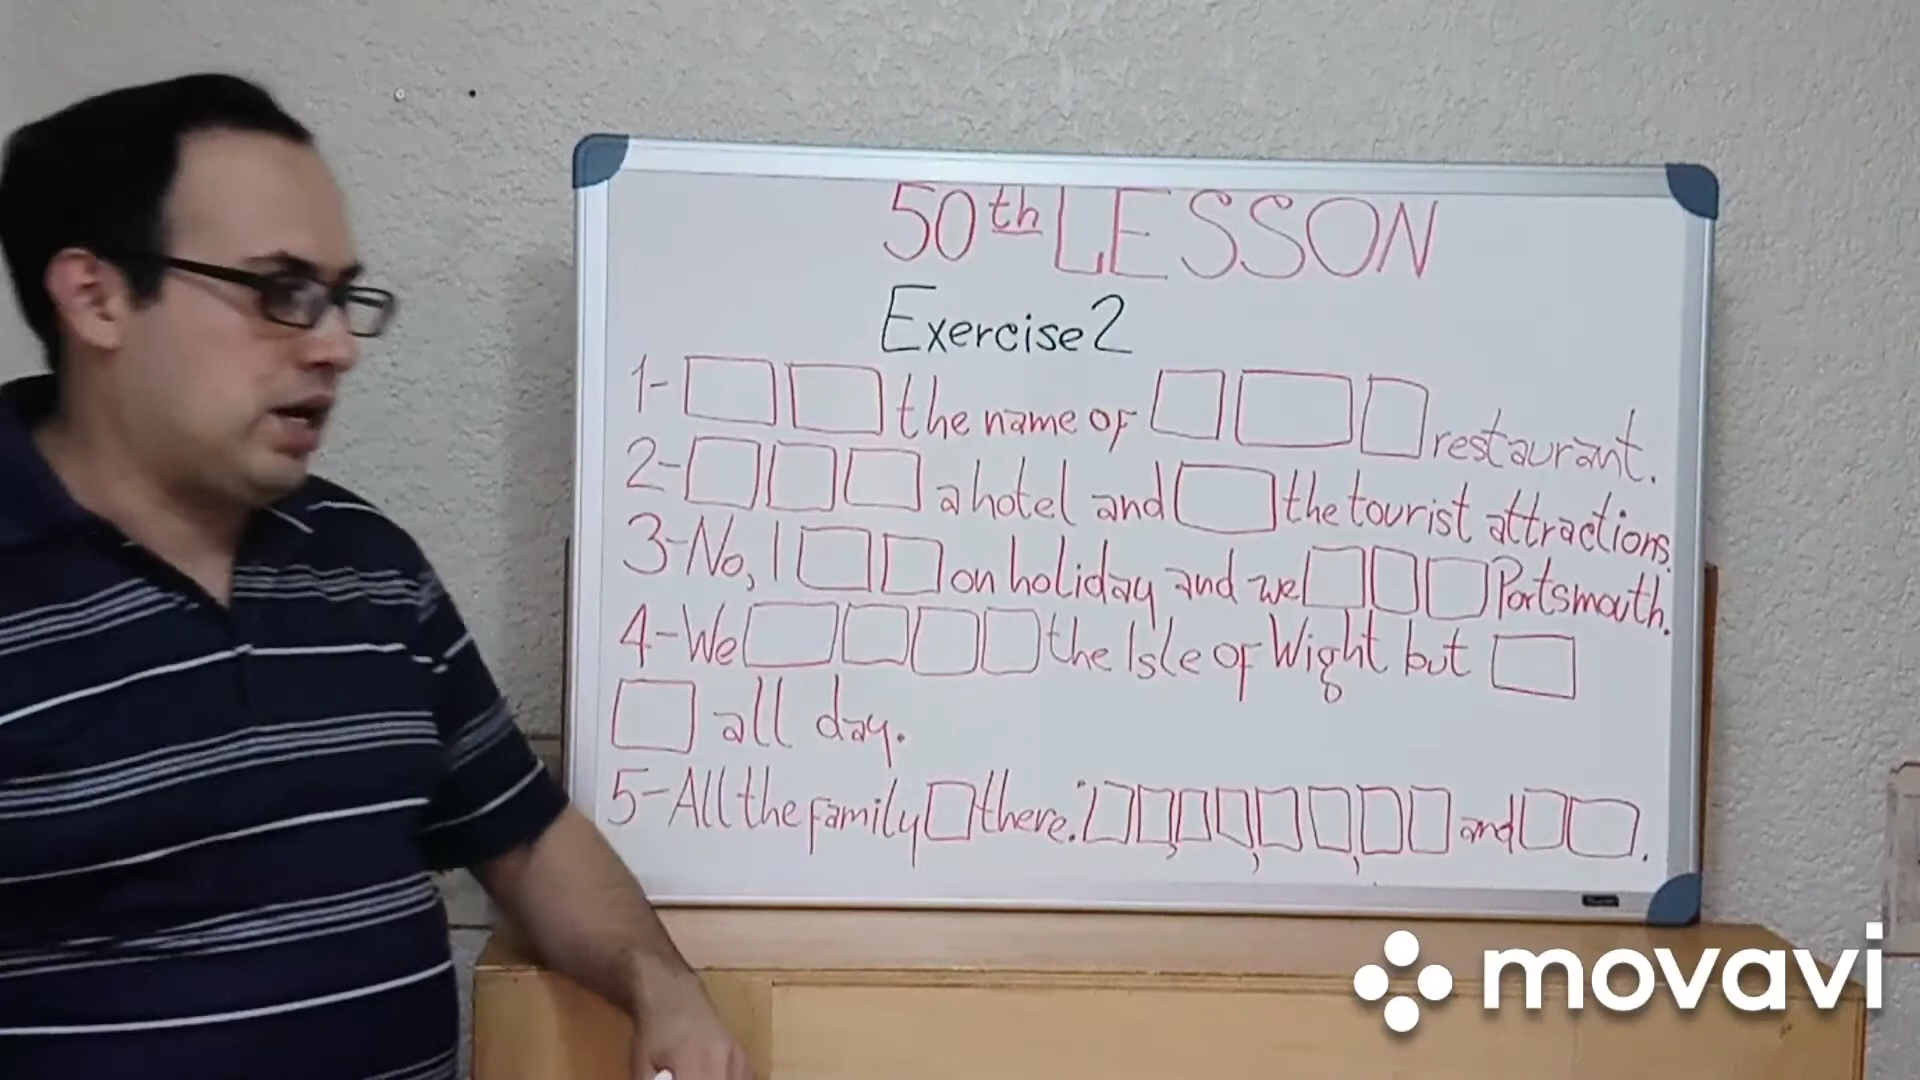 50th LESSON
Exercise 2
1- the name of restaurant.
2- a hotel and the tourist attractions.
3-No, I on holiday and we Portsmouth.
4-We the Isle of Wight but
all day.
5-All the family there. and .
movavi